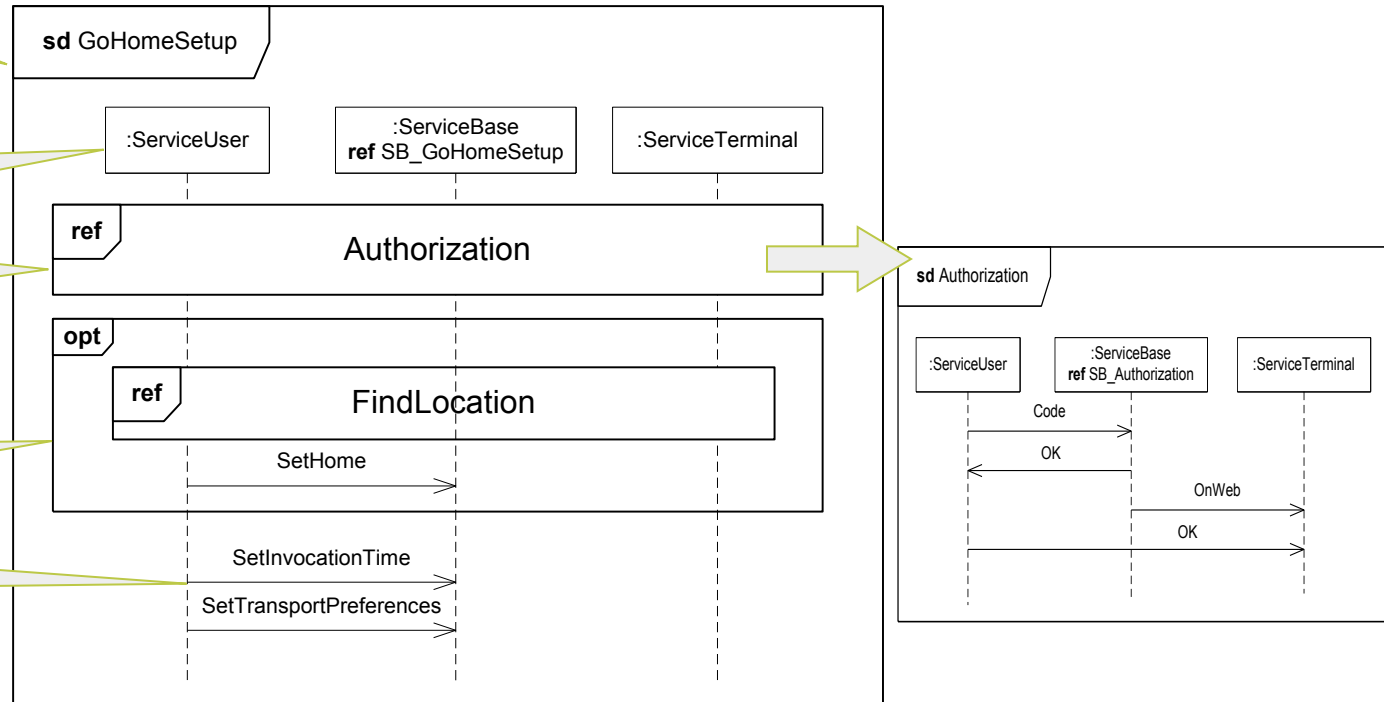 sd GoHomeSetup
:ServiceUser
:ServiceBase
ref SB_GoHomeSetup
:ServiceTerminal
ref
Authorization
opt
ref
FindLocation
SetHome
SetInvocationTime
SetTransportPreferences
sd Authorization
:ServiceUser
:ServiceBase
ref SB_Authorization
:ServiceTerminal
Code
OK
OnWeb
OK